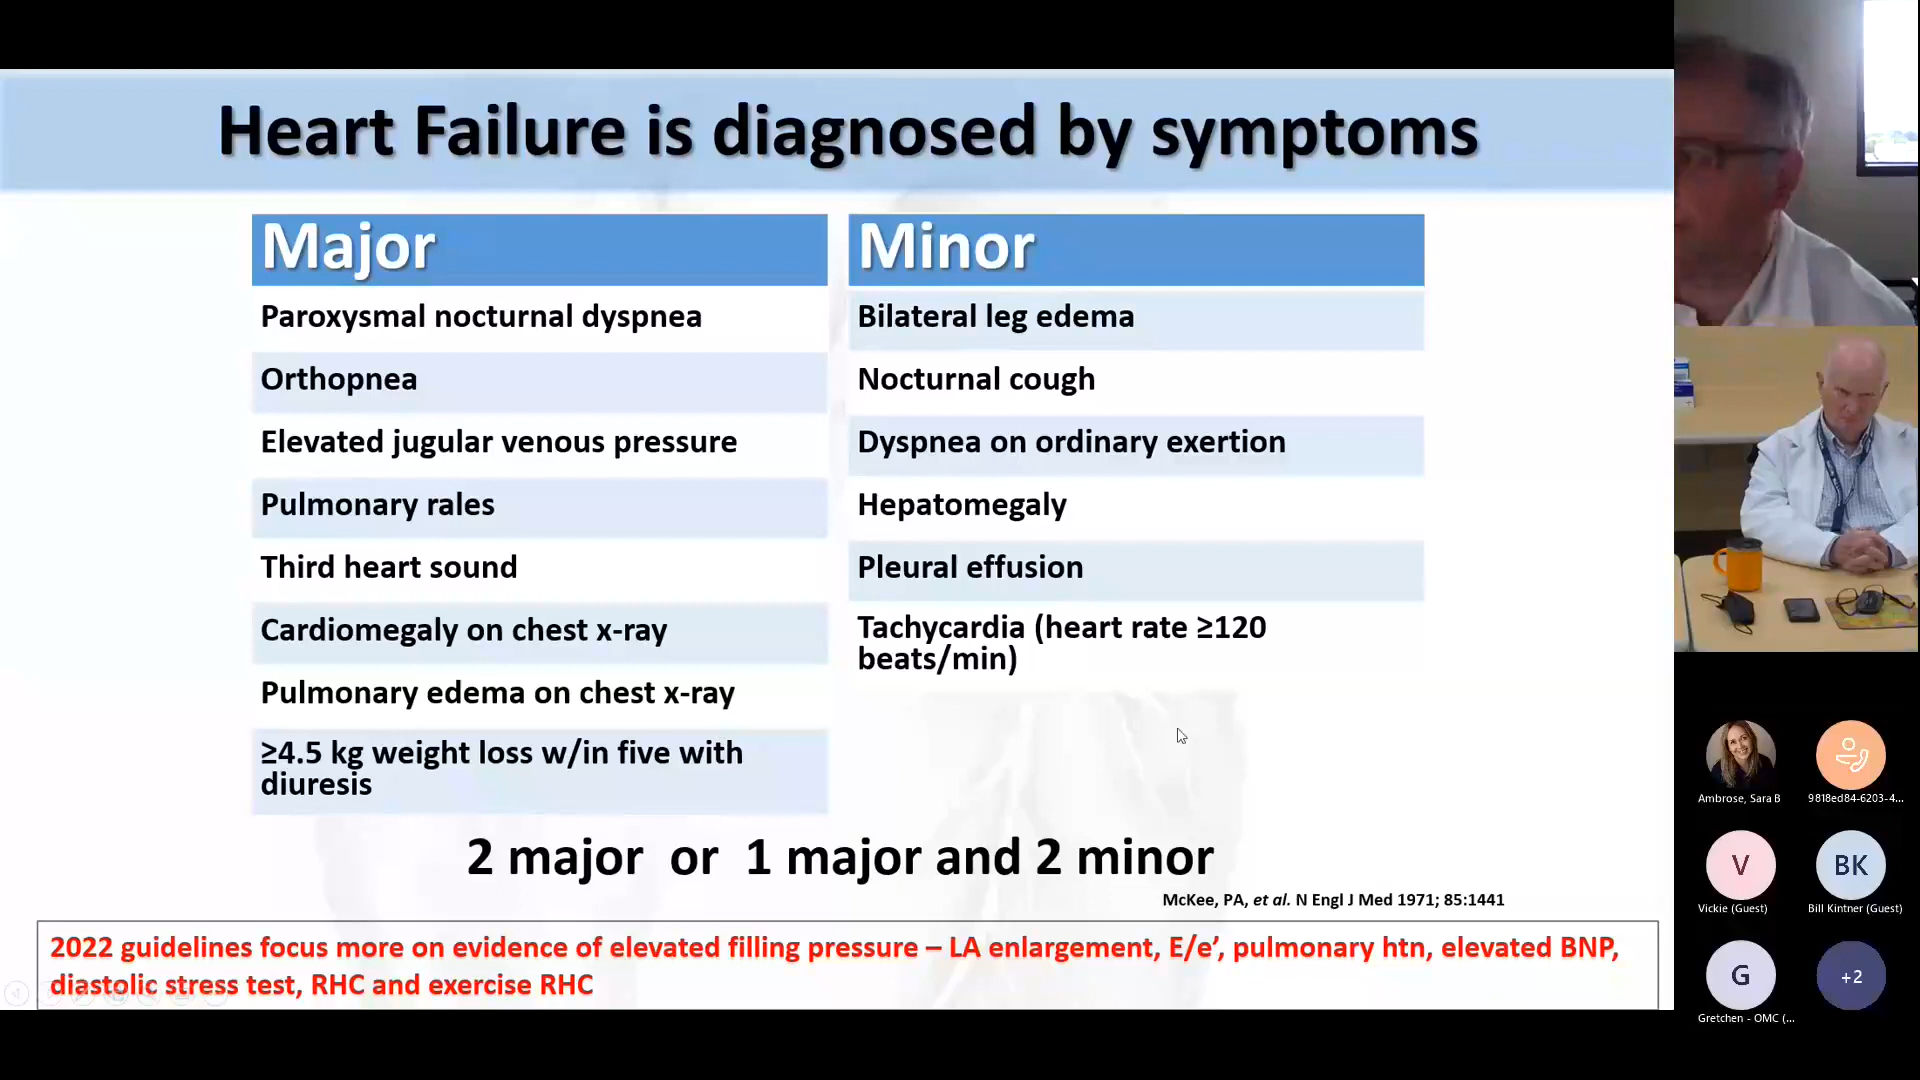 Heart Failure is diagnosed by symptoms
Major
Paroxysmal nocturnal dyspnea
Orthopnea
Elevated jugular venous pressure
Pulmonary rales
Third heart sound
Cardiomegaly on chest x-ray
Pulmonary edema on chest x-ray
≥4.5 kg weight loss w/in five with
diuresis
Minor
Bilateral leg edema
Nocturnal cough
Dyspnea on ordinary exertion
Hepatomegaly
Pleural effusion
Tachycardia (heart rate ≥120
beats/min)
2 major or 1 major and 2 minor
McKee, PA, et al. N Engl J Med 1971; 85:1441
2022 guidelines focus more on evidence of elevated filling pressure – LA enlargement, E/e’, pulmonary htn, elevated BNP,
diastolic stress test, RHC and exercise RHC
Ambrose, Sara B
9818ed84-6203-4...
V
Vickie (Guest)
BK
Bill Kintner (Guest)
G
Gretchen - OMC (...
+2